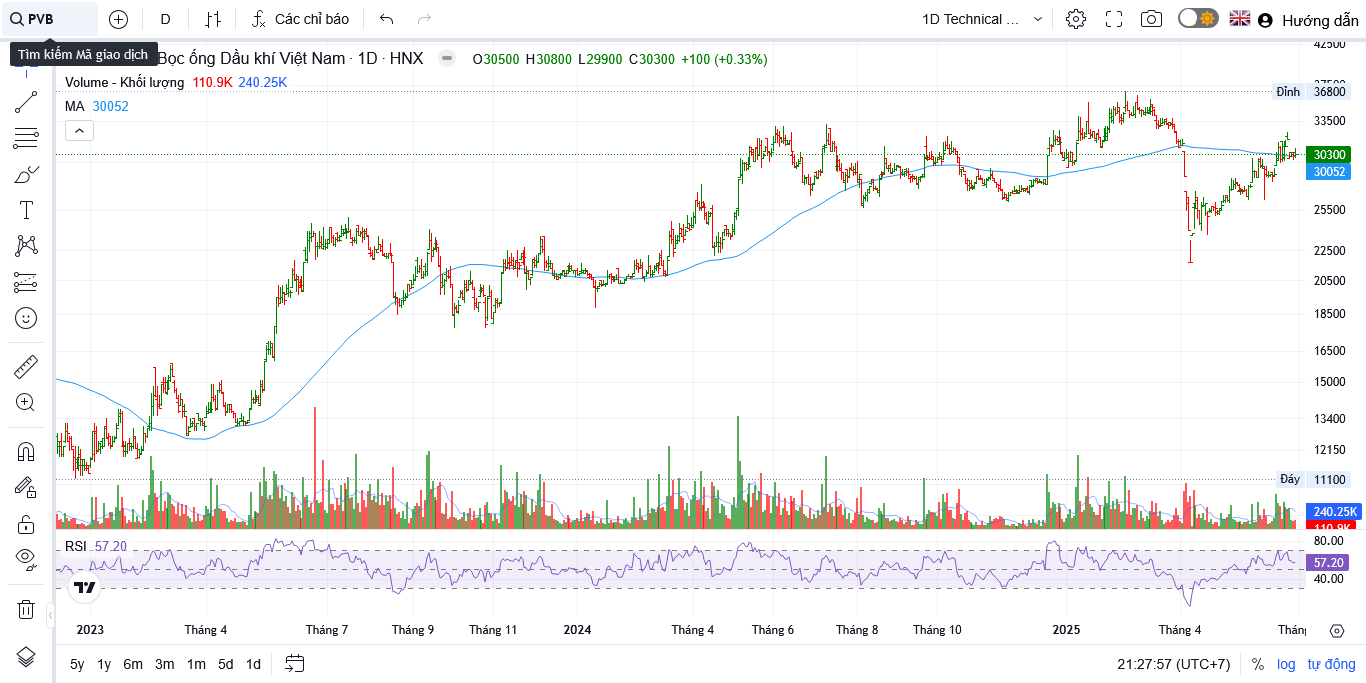 PVB
D
Các chỉ báo
1D Technical ...
Hướng dẫn
Tìm kiếm Mã giao dịch
Bọc ống Dầu khí Việt Nam · 1D · HNX
O30500 H30800 L29900 C30300 +100 (+0.33%)
Volume - Khối lượng 110.9K 240.25K
MA 30052
42500
37500
Đỉnh 36800
33500
30300
30052
25500
22500
20500
18500
16500
15000
13400
12150
Đáy 11100
240.25K
110.9K
RSI 57.20
80.00
57.20
40.00
2023 Tháng 4 Tháng 7 Tháng 9 Tháng 11 2024 Tháng 4 Tháng 6 Tháng 8 Tháng 10 2025 Tháng 4 Tháng
5y 1y 6m 3m 1m 5d 1d
21:27:57 (UTC+7) % log tự động